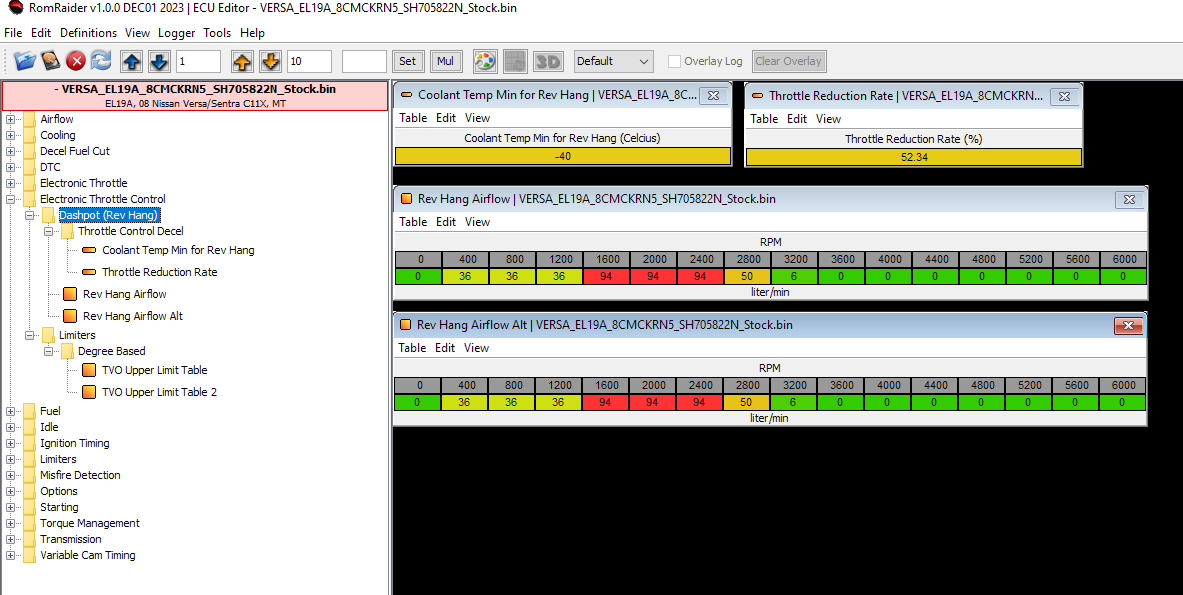 RomRaider v1.0.0 DEC01 2023 | ECU Editor - VERSA_EL19A_8CMCKRN5_SH705822N_Stock.bin
File Edit Definitions View Logger Tools Help
1 10 Set Mul 3D Default Overlay Log Clear Overlay
- VERSA_EL19A_8CMCKRN5_SH705822N_Stock.bin
EL19A, 08 Nissan Versa/Sentra C11X, MT
Airflow
Cooling
Decel Fuel Cut
DTC
Electronic Throttle
Electronic Throttle Control
Dashpot (Rev Hang)
Throttle Control Decel
Coolant Temp Min for Rev Hang
Throttle Reduction Rate
Rev Hang Airflow
Rev Hang Airflow Alt
Limiters
Degree Based
TVO Upper Limit Table
TVO Upper Limit Table 2
Fuel
Idle
Ignition Timing
Limiters
Misfire Detection
Options
Starting
Torque Management
Transmission
Variable Cam Timing
Coolant Temp Min for Rev Hang | VERSA_EL19A_8C...
Table Edit View
Coolant Temp Min for Rev Hang (Celcius)
-40
Throttle Reduction Rate | VERSA_EL19A_8CMCKRN...
Table Edit View
Throttle Reduction Rate (%)
52.34
Rev Hang Airflow | VERSA_EL19A_8CMCKRN5_SH705822N_Stock.bin
Table Edit View
RPM
0 400 800 1200 1600 2000 2400 2800 3200 3600 4000 4400 4800 5200 5600 6000
0 36 36 36 94 94 94 50 6 0 0 0 0 0 0 0
liter/min
Rev Hang Airflow Alt | VERSA_EL19A_8CMCKRN5_SH705822N_Stock.bin
Table Edit View
RPM
0 400 800 1200 1600 2000 2400 2800 3200 3600 4000 4400 4800 5200 5600 6000
0 36 36 36 94 94 94 50 6 0 0 0 0 0 0 0
liter/min